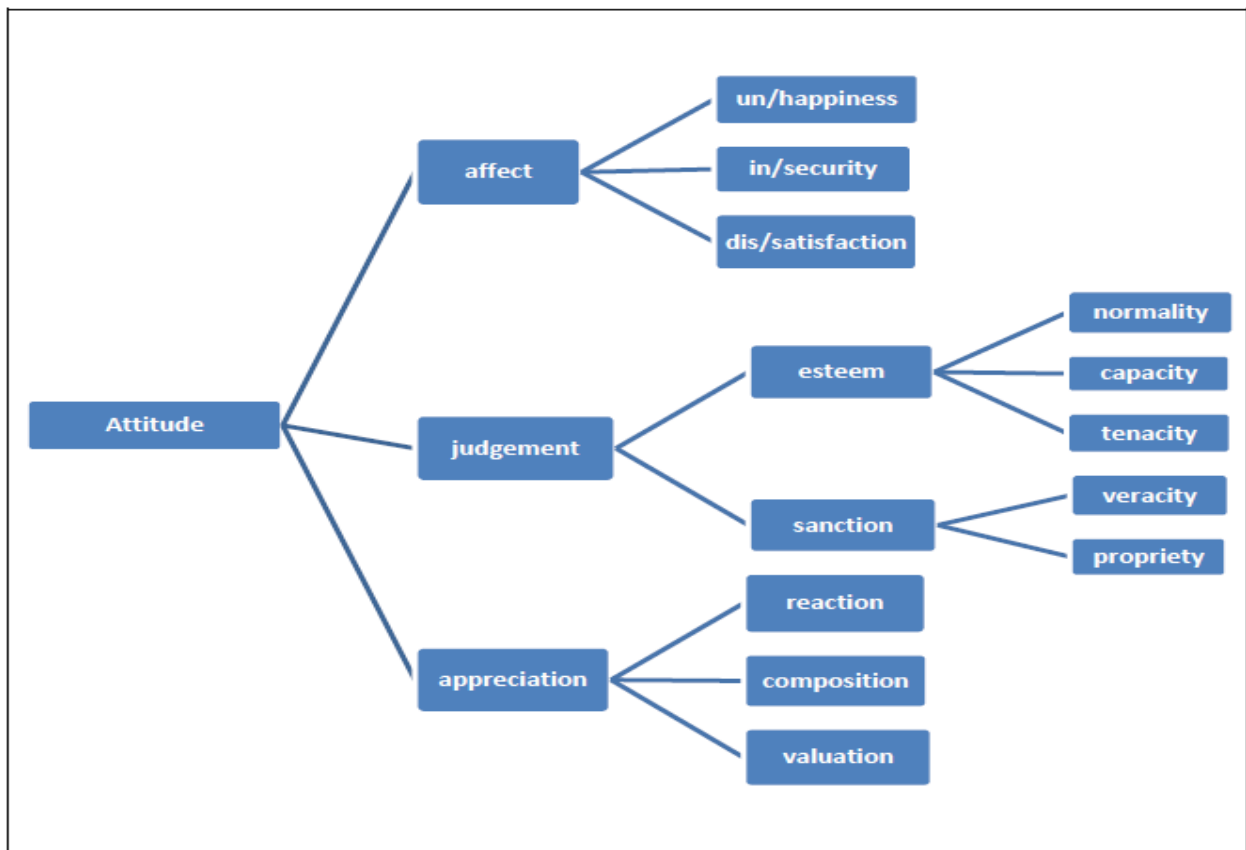 Attitude
affect
un/happiness
in/security
dis/satisfaction
judgement
esteem
normality
capacity
tenacity
sanction
veracity
propriety
appreciation
reaction
composition
valuation